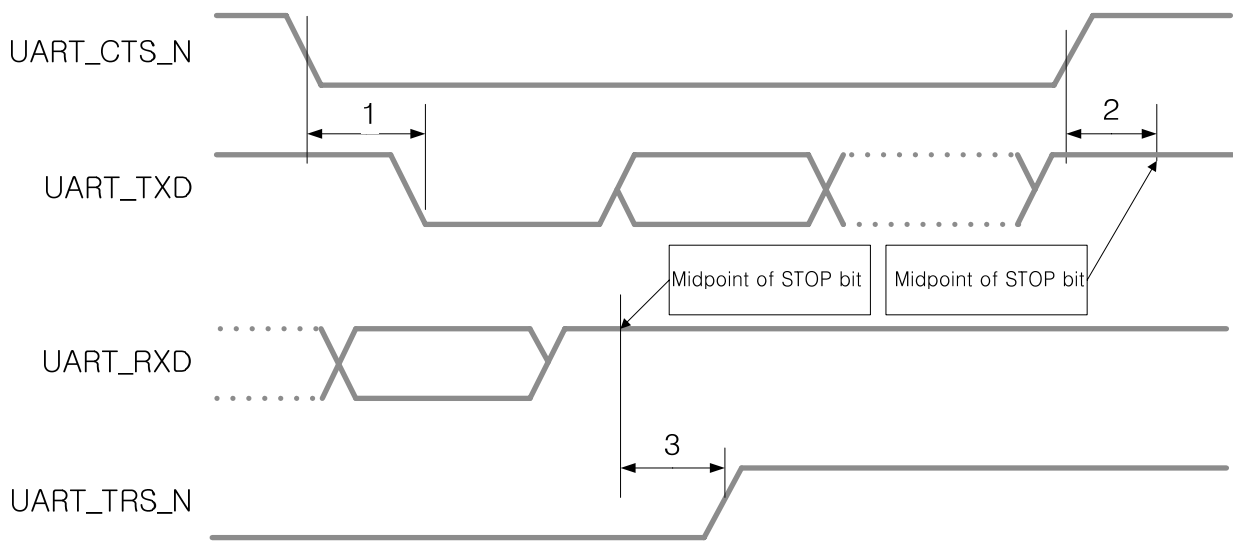 UART_CTS_N
1
2
UART_TXD
Midpoint of STOP bit
Midpoint of STOP bit
UART_RXD
3
UART_TRS_N